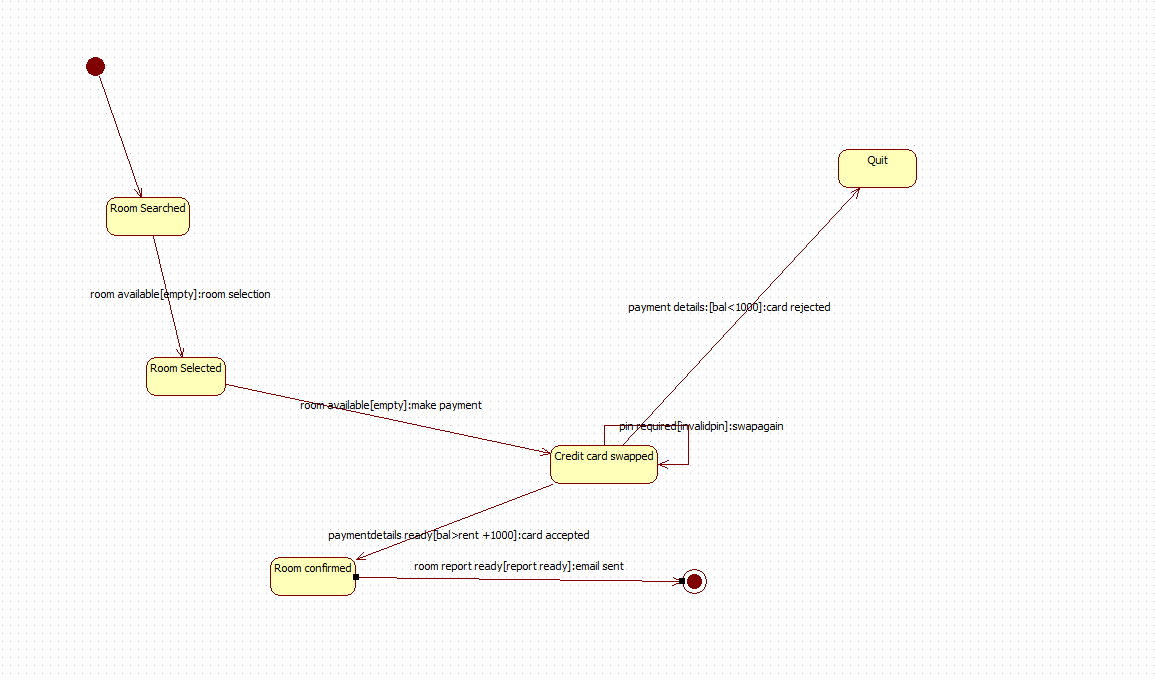 Quit
Room Searched
room available[empty]:room selection
payment details:[bal<1000]:card rejected
Room Selected
room available[empty]:make payment
pin required[invalidpin]:swapagain
Credit card swapped
paymentdetails ready[bal>rent +1000]:card accepted
room report ready[report ready]:email sent
Room confirmed